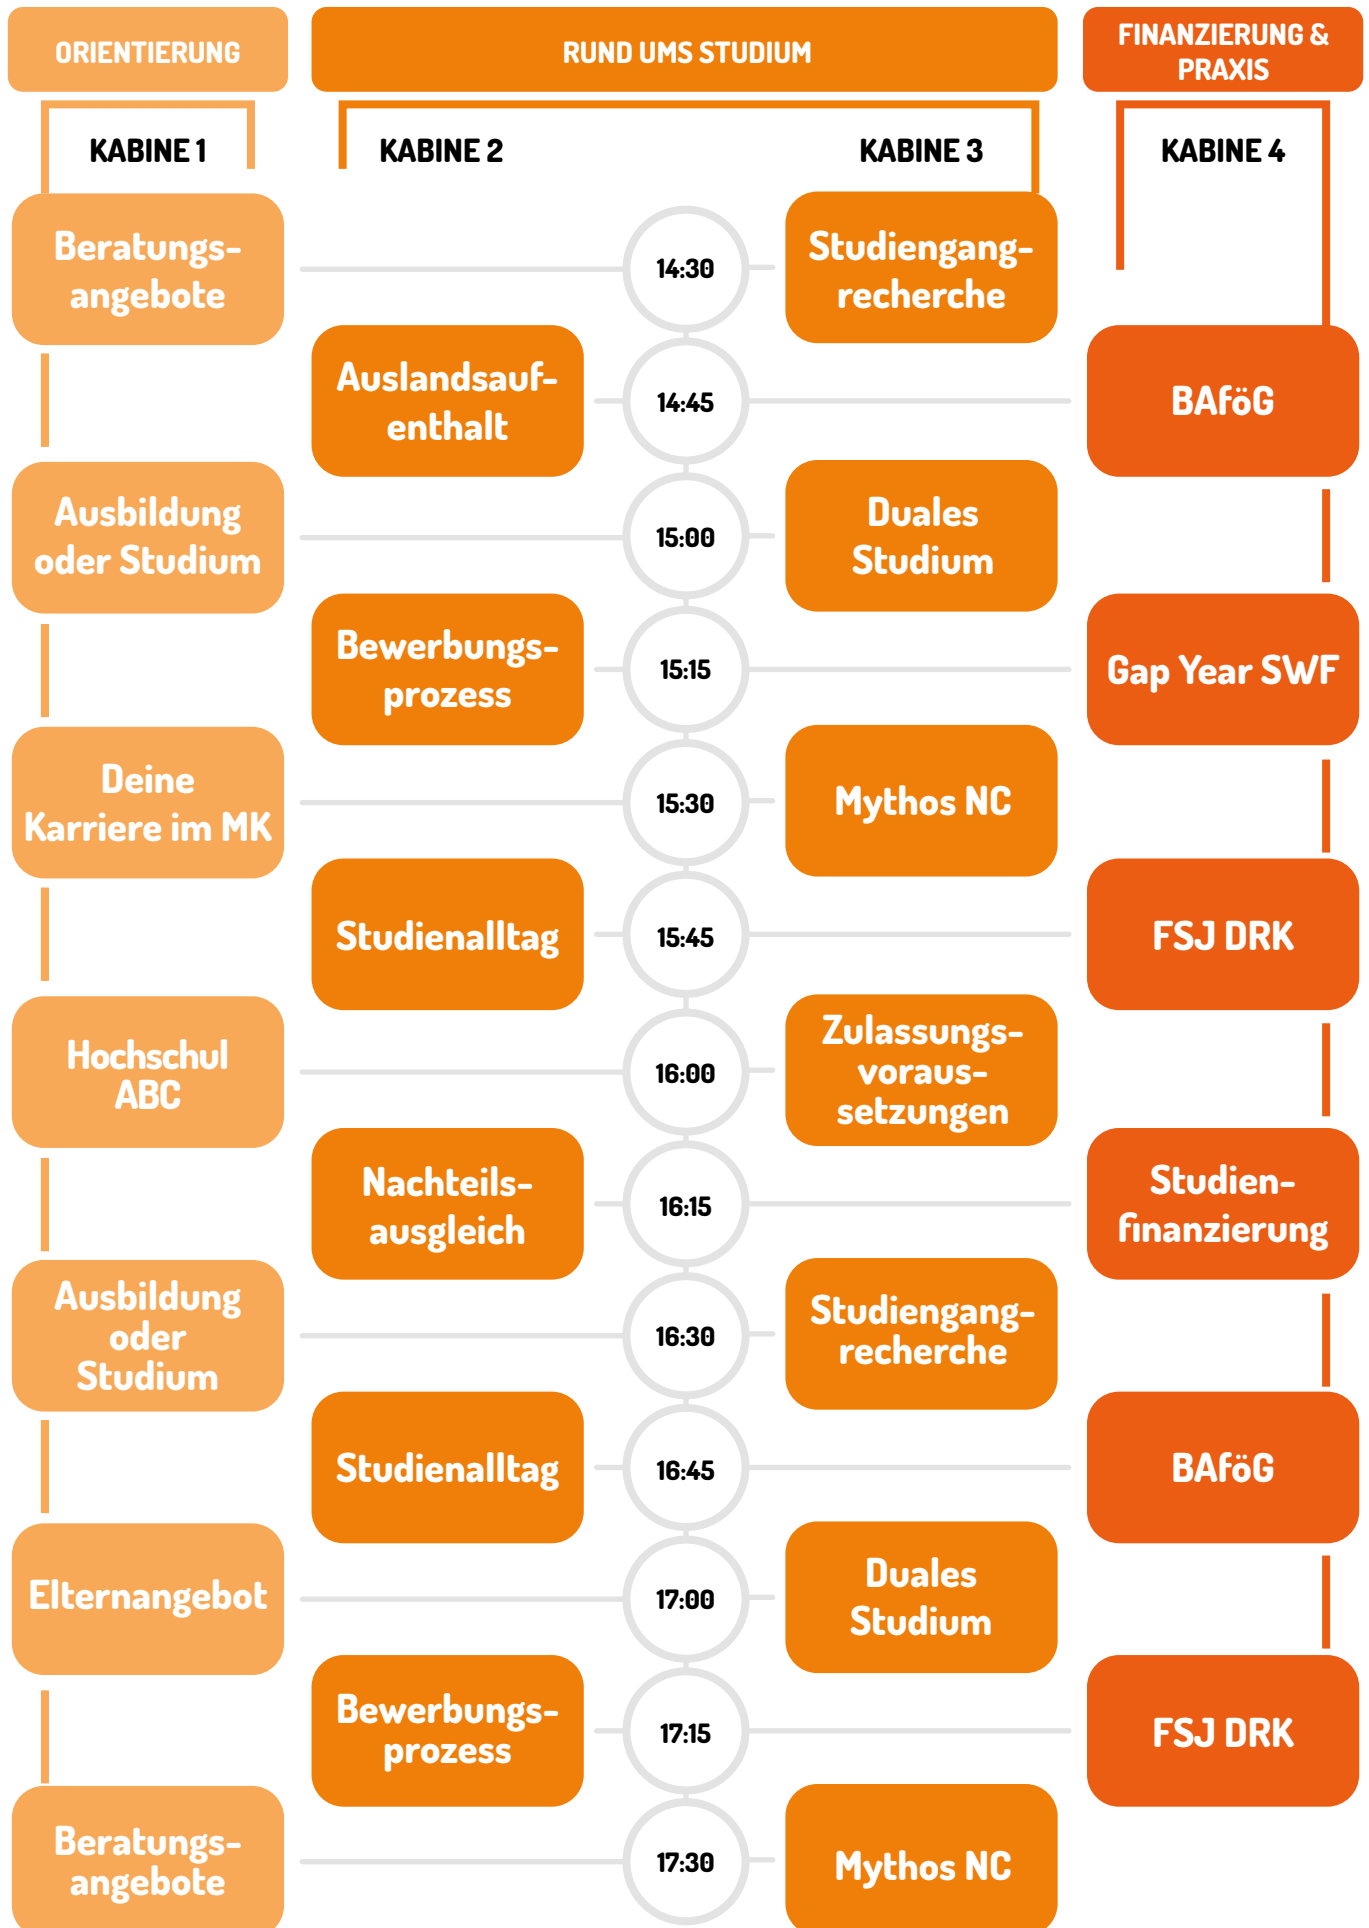 ORIENTIERUNG
RUND UMS STUDIUM
FINANZIERUNG &
PRAXIS
KABINE 1
KABINE 2
KABINE 3
KABINE 4
Beratungs-
angebote
14:30
Studiengang-
recherche
Auslandsauf-
enthalt
14:45
BAföG
Ausbildung
oder Studium
15:00
Duales
Studium
Bewerbungs-
prozess
15:15
Gap Year SWF
Deine
Karriere im MK
15:30
Mythos NC
Studienalltag
15:45
FSJ DRK
Hochschul
ABC
16:00
Zulassungs-
voraus-
setzungen
Nachteils-
ausgleich
16:15
Studien-
finanzierung
Ausbildung
oder
Studium
16:30
Studiengang-
recherche
Studienalltag
16:45
BAföG
Elternangebot
17:00
Duales
Studium
Bewerbungs-
prozess
17:15
FSJ DRK
Beratungs-
angebote
17:30
Mythos NC